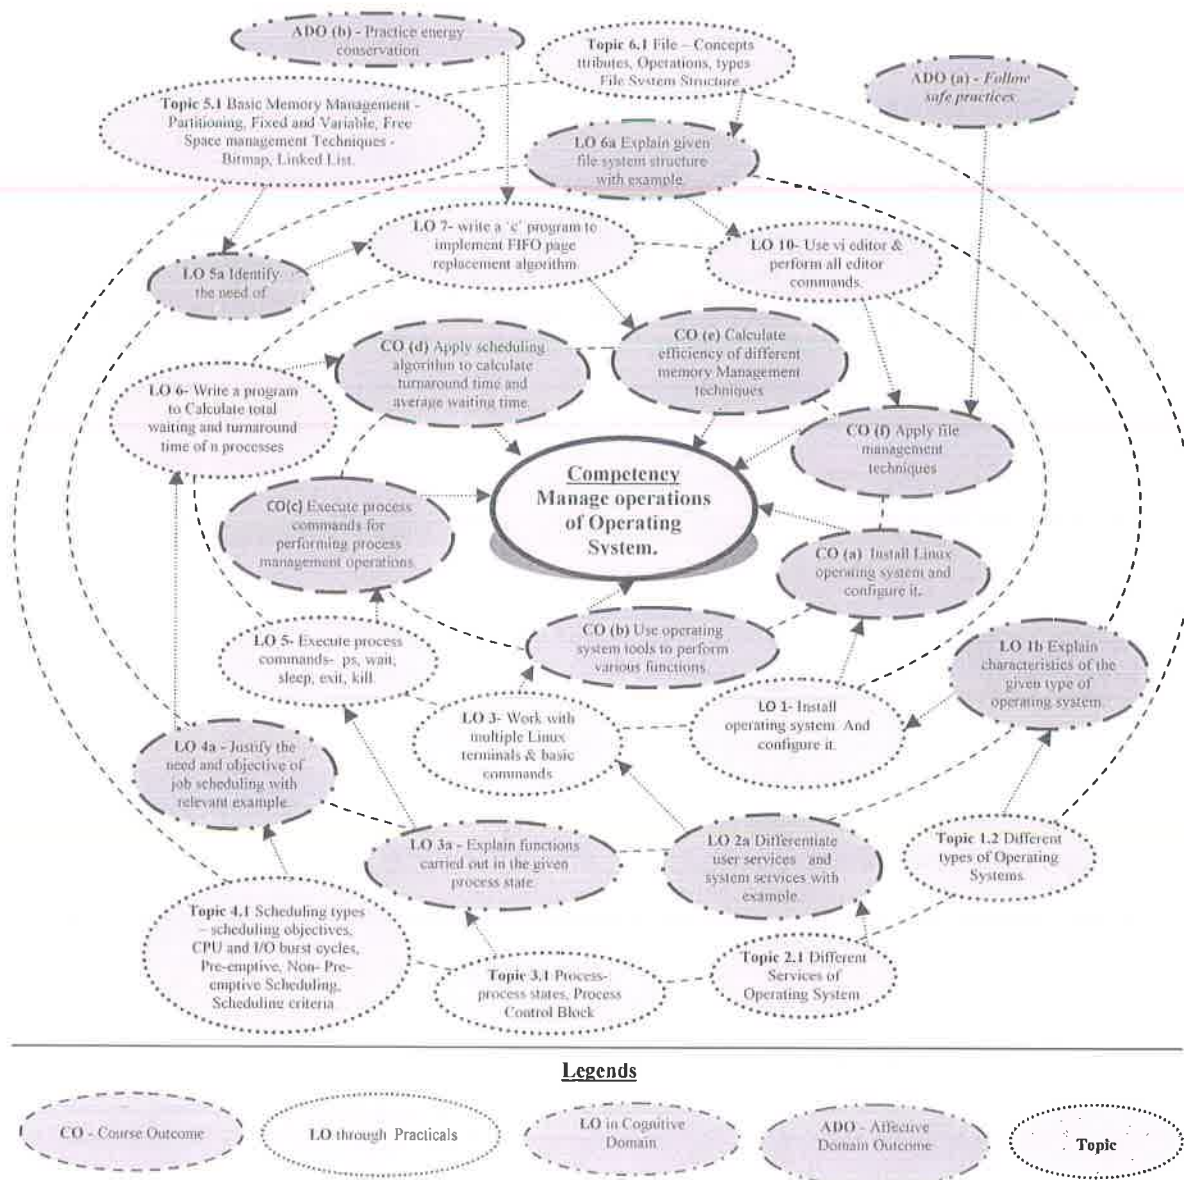 ADO (b) - Practice energy
conservation
Topic 6.1 File – Concepts
ttributes, Operations, types
File System Structure
ADO (a) - Follow
safe practices
Topic 5.1 Basic Memory Management -
Partitioning, Fixed and Variable, Free
Space management Techniques -
Bitmap, Linked List.
LO 6a Explain given
file system structure
with example.
LO 7- write a 'c' program to
implement FIFO page
replacement algorithm
LO 10- Use vi editor &
perform all editor
commands.
LO 5a Identify
the need of
CO (d) Apply scheduling
algorithm to calculate
turnaround time and
average waiting time.
CO (e) Calculate
efficiency of different
memory Management
techniques
LO 6- Write a program
to Calculate total
waiting and turnaround
time of n processes
CO (f) Apply file
management
techniques
Competency
Manage operations
of Operating
System.
CO(c) Execute process
commands for
performing process
management operations.
CO (a) Install Linux
operating system and
configure it.
CO (b) Use operating
system tools to perform
various functions.
LO 5- Execute process
commands- ps, wait,
sleep, exit, kill.
LO 1b Explain
characteristics of the
given type of
operating system.
LO 3- Work with
multiple Linux
terminals & basic
commands
LO 1- Install
operating system And
configure it.
LO 4a - Justify the
need and objective of
job scheduling with
relevant example.
LO 3a - Explain functions
carried out in the given
process state.
LO 2a Differentiate
user services and
system services with
example.
Topic 1.2 Different
types of Operating
Systems
Topic 4.1 Scheduling types
– scheduling objectives,
CPU and I/O burst cycles,
Pre-emptive, Non- Pre-
emptive Scheduling,
Scheduling criteria
Topic 3.1 Process-
process states, Process
Control Block
Topic 2.1 Different
Services of
Operating System
Legends
CO - Course Outcome
LO through Practicals
LO in Cognitive
Domain
ADO - Affective
Domain Outcome
Topic